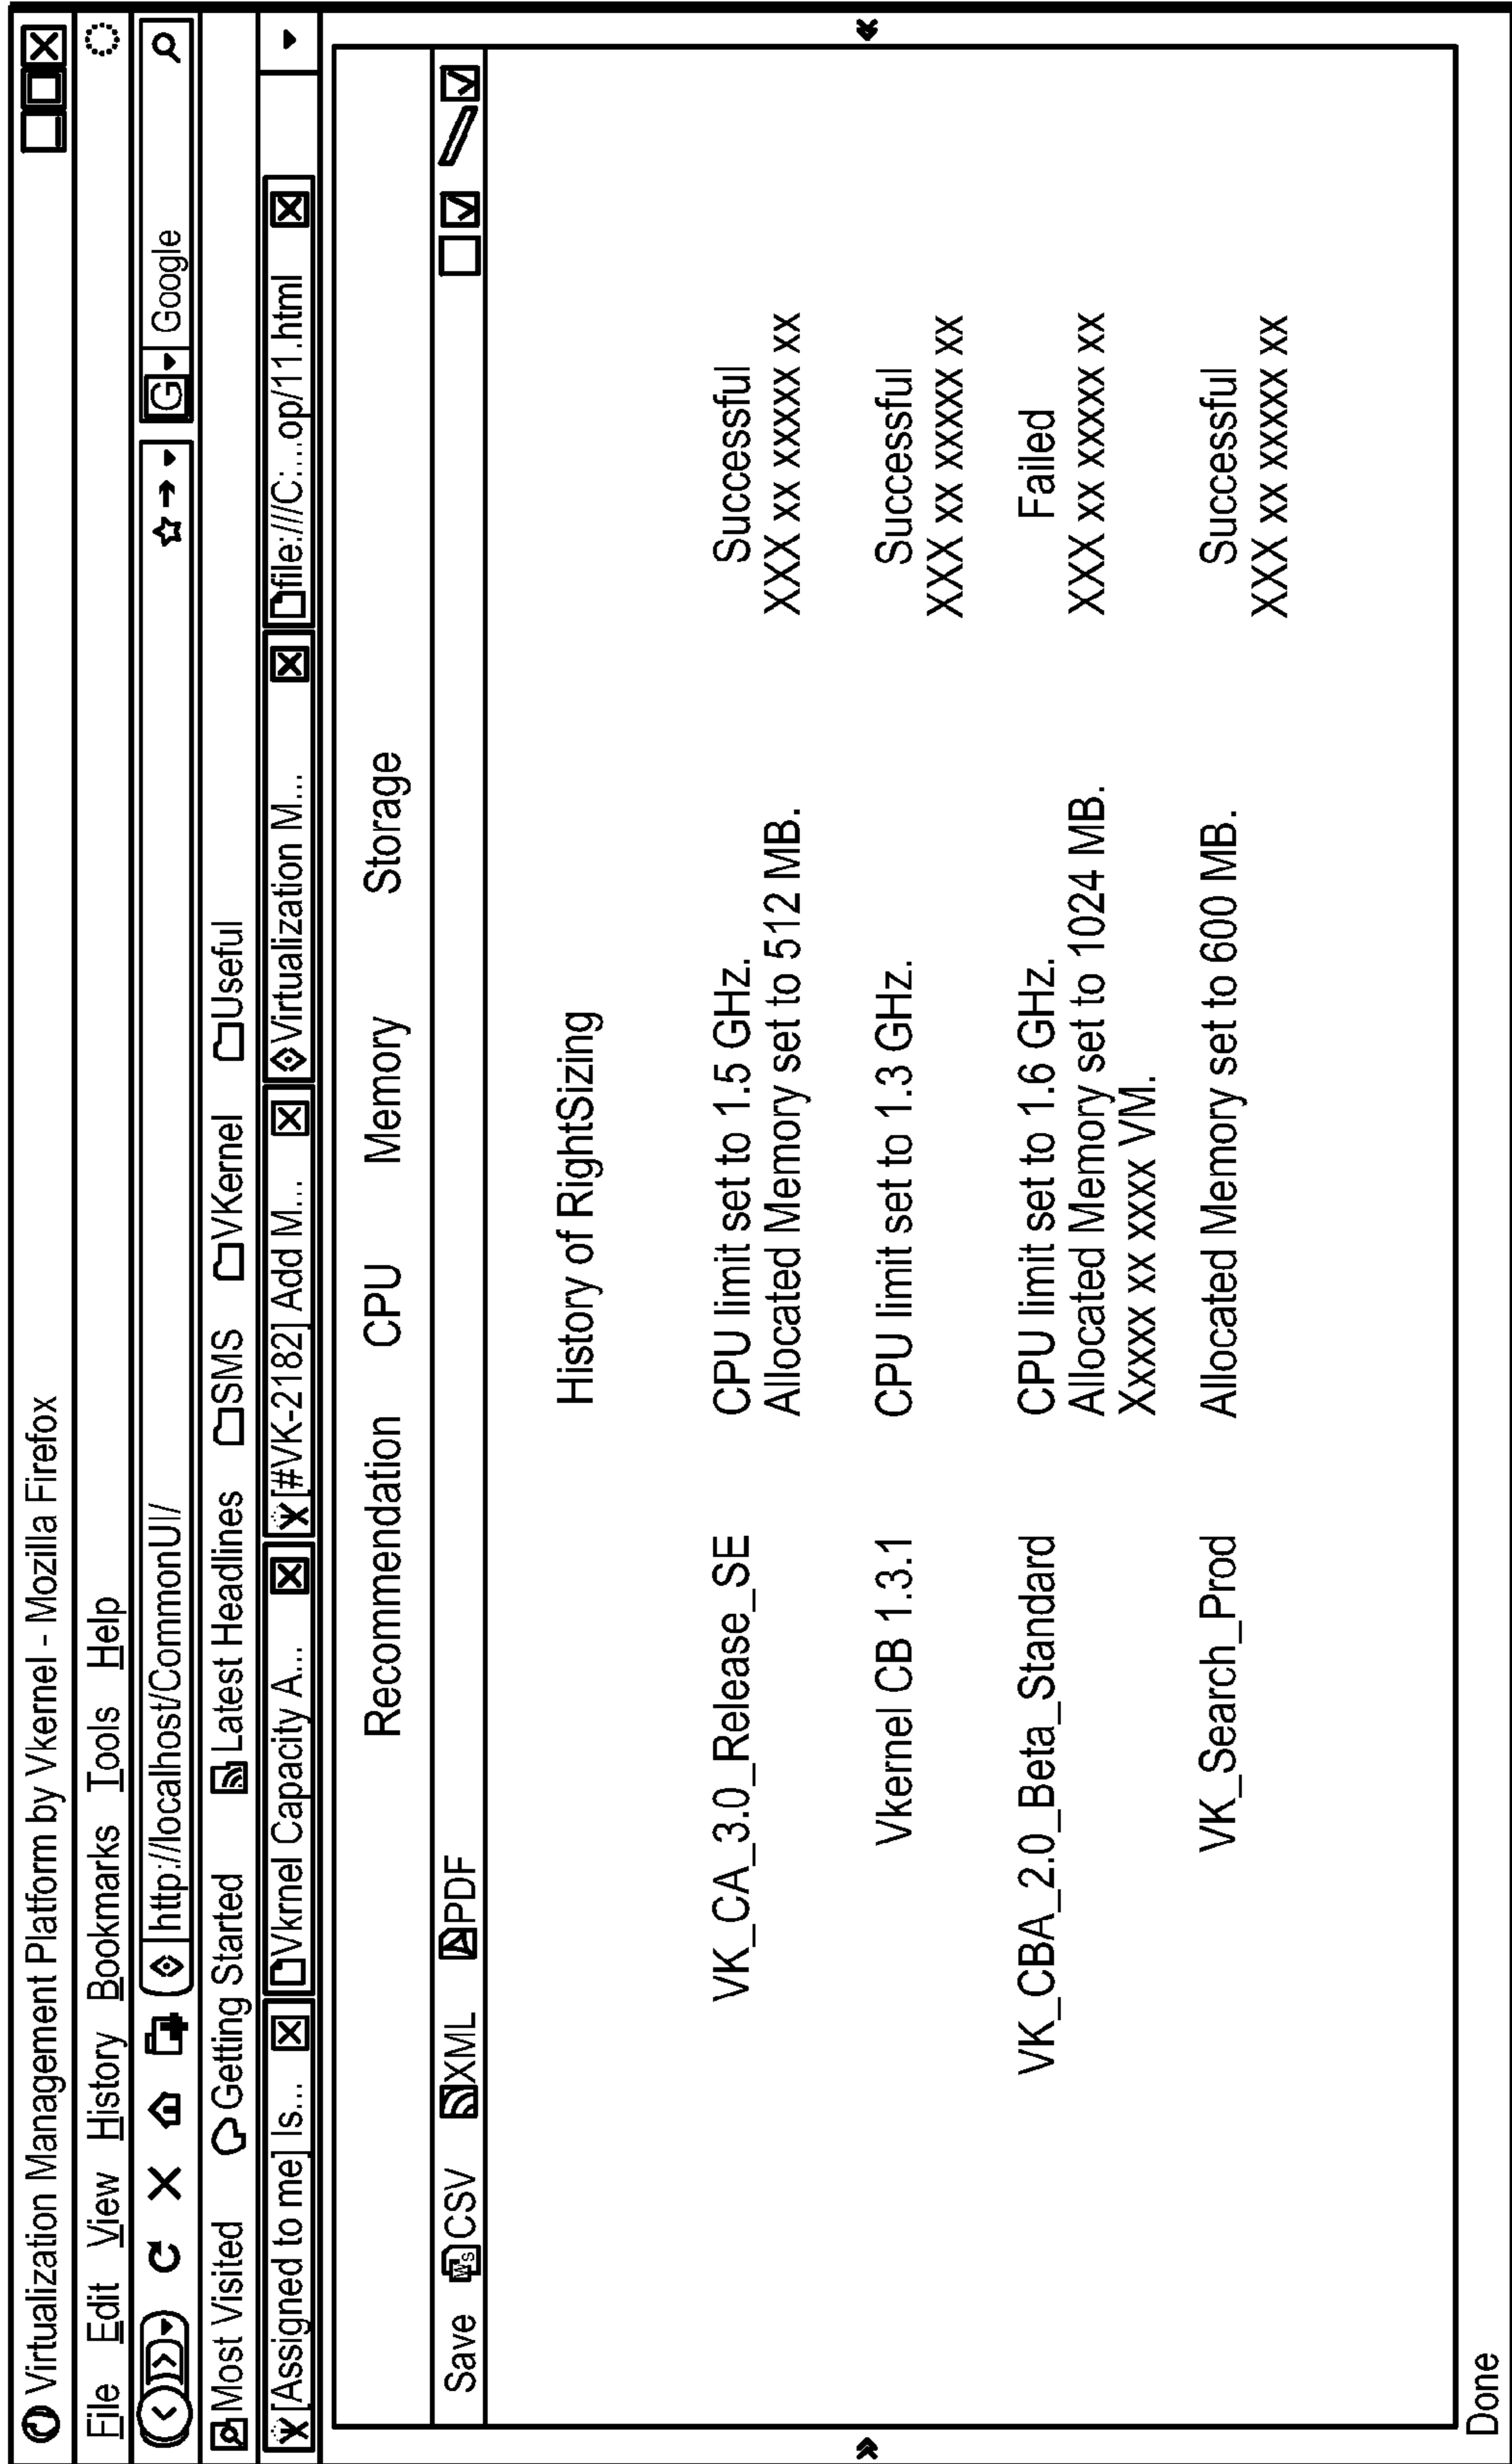 Virtualization Management Platform by Vkernel - Mozilla Firefox
File Edit View History Bookmarks Tools Help
http://localhost/CommonUI/ G Google
Most Visited Getting Started Latest Headlines SMS VKernel Useful
[Assigned to me] Is... Vkrnel Capacity A... [#VK-2182] Add M... Virtualization M... file:///C:...op/11.html
Recommendation CPU Memory Storage
Save CSV XML PDF
History of RightSizing
VK_CA_3.0_Release_SE CPU limit set to 1.5 GHz. Successful
Allocated Memory set to 512 MB. XXX xx xxxxx xx
Vkernel CB 1.3.1 CPU limit set to 1.3 GHz. Successful
XXX xx xxxxx xx
VK_CBA_2.0_Beta_Standard CPU limit set to 1.6 GHz. Failed
Allocated Memory set to 1024 MB. XXX xx xxxxx xx
Xxxxx xx xxxx VM.
VK_Search_Prod Allocated Memory set to 600 MB. Successful
XXX xx xxxxx xx
Done